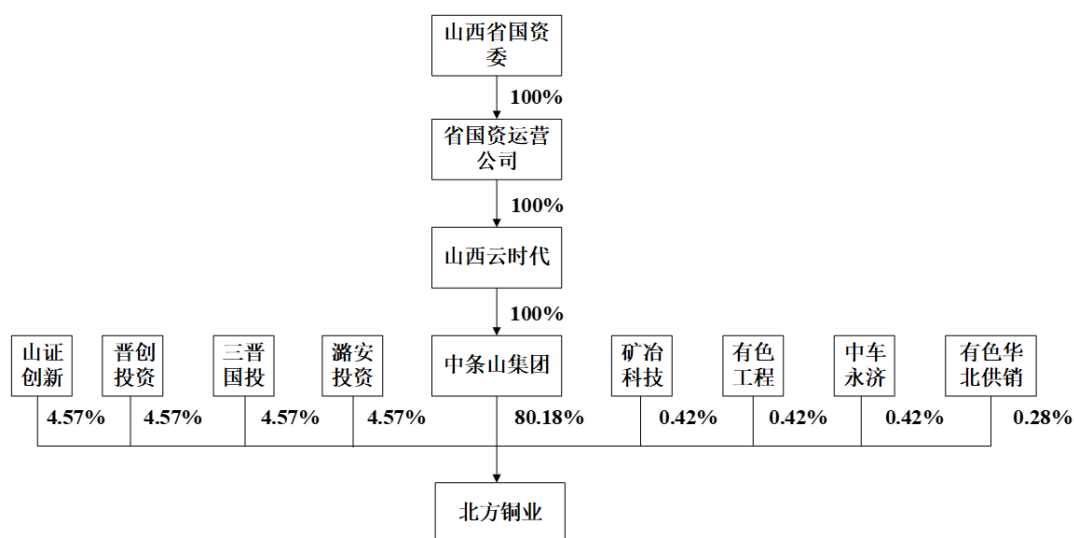 山西省国资
委
100%
省国资运营
公司
100%
山西云时代
100%
山证
创新
晋创
投资
三晋
国投
潞安
投资
中条山集团
矿冶
科技
有色
工程
中车
永济
有色华
北供销
4.57%
4.57%
4.57%
4.57%
80.18%
0.42%
0.42%
0.42%
0.28%
北方铜业